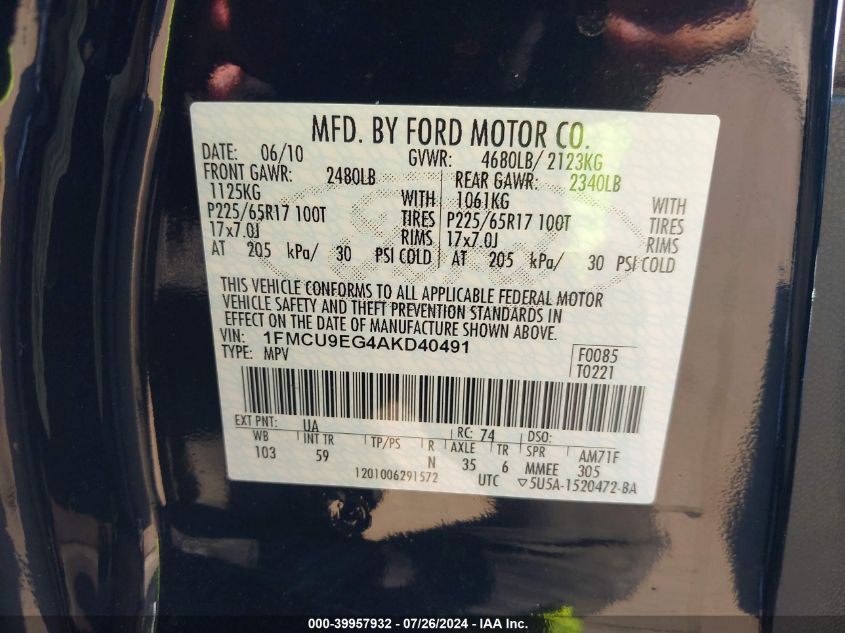 MFD. BY FORD MOTOR CO.
DATE: 06/10 GVWR: 4680LB/ 2123KG
FRONT GAWR: 2480LB REAR GAWR: 2340LB
1125KG WITH 1061KG WITH
P225/65R17 100T TIRES P225/65R17 100T TIRES
17x7.0J RIMS 17x7.0J RIMS
AT 205 kPa/ 30 PSI COLD AT 205 kPa/ 30 PSI COLD
THIS VEHICLE CONFORMS TO ALL APPLICABLE FEDERAL MOTOR
VEHICLE SAFETY AND THEFT PREVENTION STANDARDS IN
EFFECT ON THE DATE OF MANUFACTURE SHOWN ABOVE.
VIN: 1FMCU9EG4AKD40491 F0085
TYPE: MPV T0221
EXT PNT: UA RC: 74 DSO:
WB INT TR TP/PS R AXLE TR SPR AM71F
103 59 N 35 6 MMEE 305
1201006291572 UTC ▽5U5A-1520472-BA
000-39957932 - 07/26/2024 - IAA Inc.